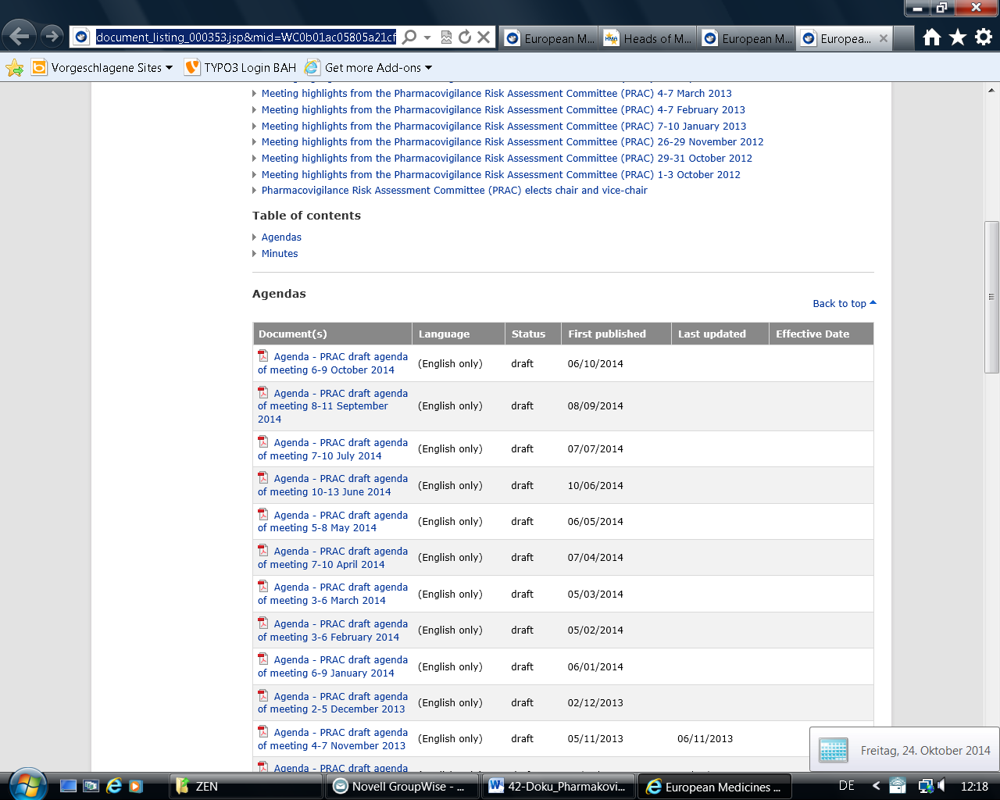 document_listing_000353.jsp&mid=WC0b01ac05805a21cf
European M...
Heads of M...
European M...
Europea...
Vorgeschlagene Sites
TYPO3 Login BAH
Get more Add-ons
Meeting highlights from the Pharmacovigilance Risk Assessment Committee (PRAC) 4-7 March 2013
Meeting highlights from the Pharmacovigilance Risk Assessment Committee (PRAC) 4-7 February 2013
Meeting highlights from the Pharmacovigilance Risk Assessment Committee (PRAC) 7-10 January 2013
Meeting highlights from the Pharmacovigilance Risk Assessment Committee (PRAC) 26-29 November 2012
Meeting highlights from the Pharmacovigilance Risk Assessment Committee (PRAC) 29-31 October 2012
Meeting highlights from the Pharmacovigilance Risk Assessment Committee (PRAC) 1-3 October 2012
Pharmacovigilance Risk Assessment Committee (PRAC) elects chair and vice-chair
Table of contents
Agendas
Minutes
Agendas
Back to top
Document(s) Language Status First published Last updated Effective Date
Agenda - PRAC draft agenda
of meeting 6-9 October 2014
(English only) draft 06/10/2014
Agenda - PRAC draft agenda
of meeting 8-11 September
2014
(English only) draft 08/09/2014
Agenda - PRAC draft agenda
of meeting 7-10 July 2014
(English only) draft 07/07/2014
Agenda - PRAC draft agenda
of meeting 10-13 June 2014
(English only) draft 10/06/2014
Agenda - PRAC draft agenda
of meeting 5-8 May 2014
(English only) draft 06/05/2014
Agenda - PRAC draft agenda
of meeting 7-10 April 2014
(English only) draft 07/04/2014
Agenda - PRAC draft agenda
of meeting 3-6 March 2014
(English only) draft 05/03/2014
Agenda - PRAC draft agenda
of meeting 3-6 February 2014
(English only) draft 05/02/2014
Agenda - PRAC draft agenda
of meeting 6-9 January 2014
(English only) draft 06/01/2014
Agenda - PRAC draft agenda
of meeting 2-5 December 2013
(English only) draft 02/12/2013
Agenda - PRAC draft agenda
of meeting 4-7 November 2013
(English only) draft 05/11/2013 06/11/2013
Freitag, 24. Oktober 2014
ZEN
Novell GroupWise - ...
42-Doku_Pharmakovi...
European Medicines ...
DE
12:18